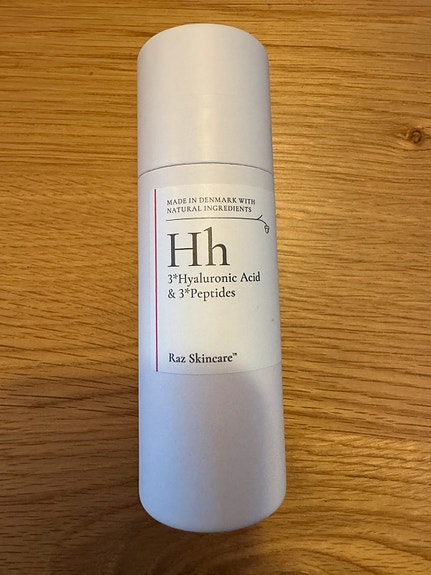 MADE IN DENMARK WITH
NATURAL INGREDIENTS
Hh
3*Hyaluronic Acid
& 3*Peptides
Raz Skincare™